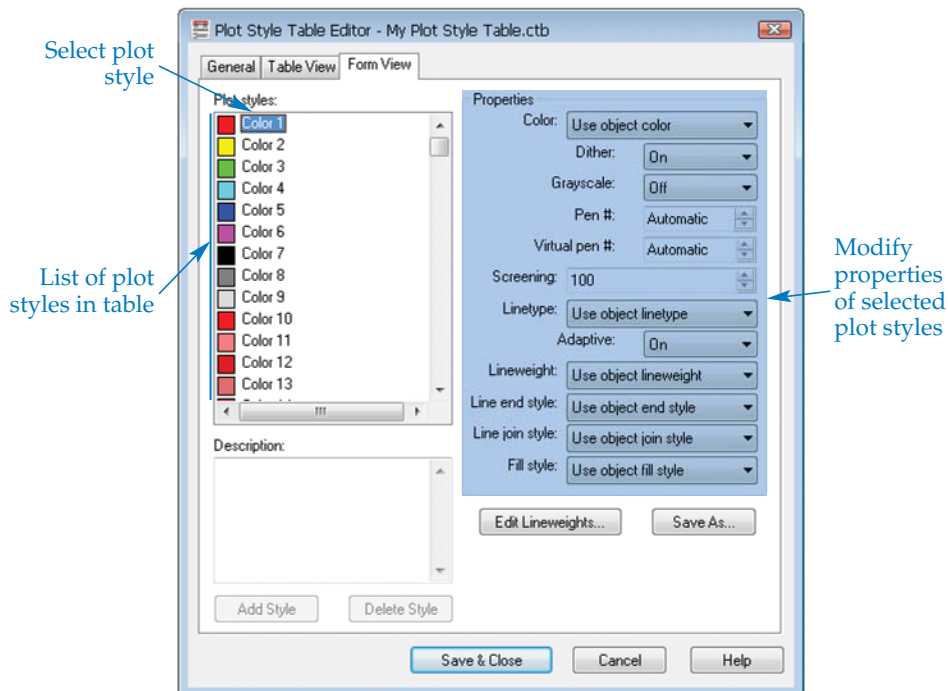 Plot Style Table Editor - My Plot Style Table.ctb
Select plot
style
General Table View Form View
Plot styles:
Color 1
Color 2
Color 3
Color 4
Color 5
Color 6
Color 7
Color 8
Color 9
Color 10
Color 11
Color 12
Color 13
List of plot
styles in table
Description:
Add Style Delete Style
Properties
Color: Use object color
Dither: On
Grayscale: Off
Pen #: Automatic
Virtual pen #: Automatic
Screening: 100
Linetype: Use object linetype
Adaptive: On
Lineweight: Use object lineweight
Line end style: Use object end style
Line join style: Use object join style
Fill style: Use object fill style
Modify
properties
of selected
plot styles
Edit Lineweights... Save As...
Save & Close Cancel Help